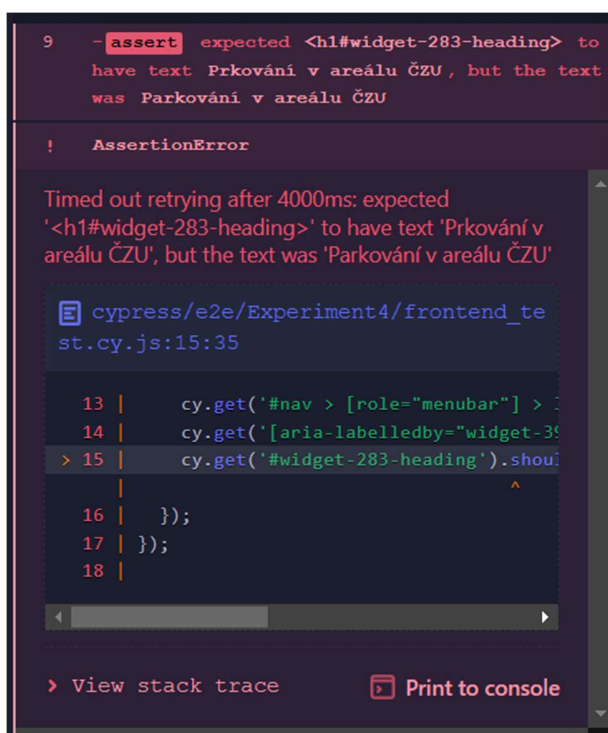 9 -assert expected <h1#widget-283-heading> to
have text Prkování v areálu ČZU, but the text
was Parkování v areálu ČZU
! AssertionError
Timed out retrying after 4000ms: expected
'<h1#widget-283-heading>' to have text 'Prkování v
areálu ČZU', but the text was 'Parkování v areálu ČZU'
cypress/e2e/Experiment4/frontend_te
st.cy.js:15:35
13 | cy.get('#nav > [role="menubar"] >
14 | cy.get('[aria-labelledby="widget-39
> 15 | cy.get('#widget-283-heading').shoul
| ^
16 | });
17 | });
18 |
> View stack trace
Print to console